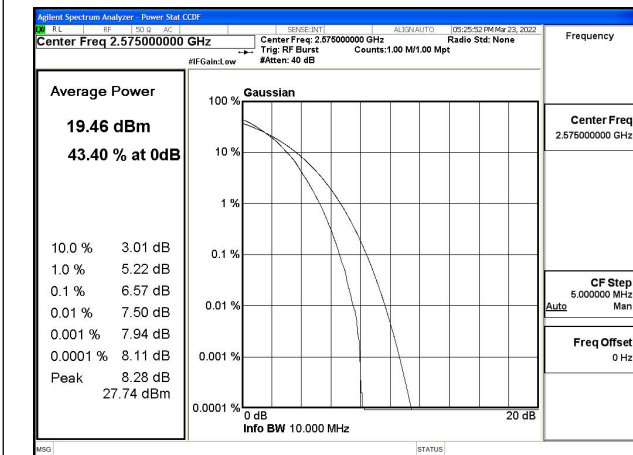 Agilent Spectrum Analyzer - Power Stat CCDF
RL RF 50 Ω AC SENSE:INT ALIGN AUTO 05:25:52 PM Mar 23, 2022
Center Freq 2.575000000 GHz
Center Freq: 2.575000000 GHz Radio Std: None
Trig: RF Burst Counts:1.00 M/1.00 Mpt
#IFGain:Low #Atten: 40 dB
Frequency
Average Power
19.46 dBm
43.40 % at 0dB
10.0 % 3.01 dB
1.0 % 5.22 dB
0.1 % 6.57 dB
0.01 % 7.50 dB
0.001 % 7.94 dB
0.0001 % 8.11 dB
Peak 8.28 dB
27.74 dBm
Gaussian
100 %
10 %
1 %
0.1 %
0.01 %
0.001 %
0.0001 %
0 dB 20 dB
Info BW 10.000 MHz
Center Freq
2.575000000 GHz
CF Step
5.000000 MHz
Auto Man
Freq Offset
0 Hz
MSG STATUS